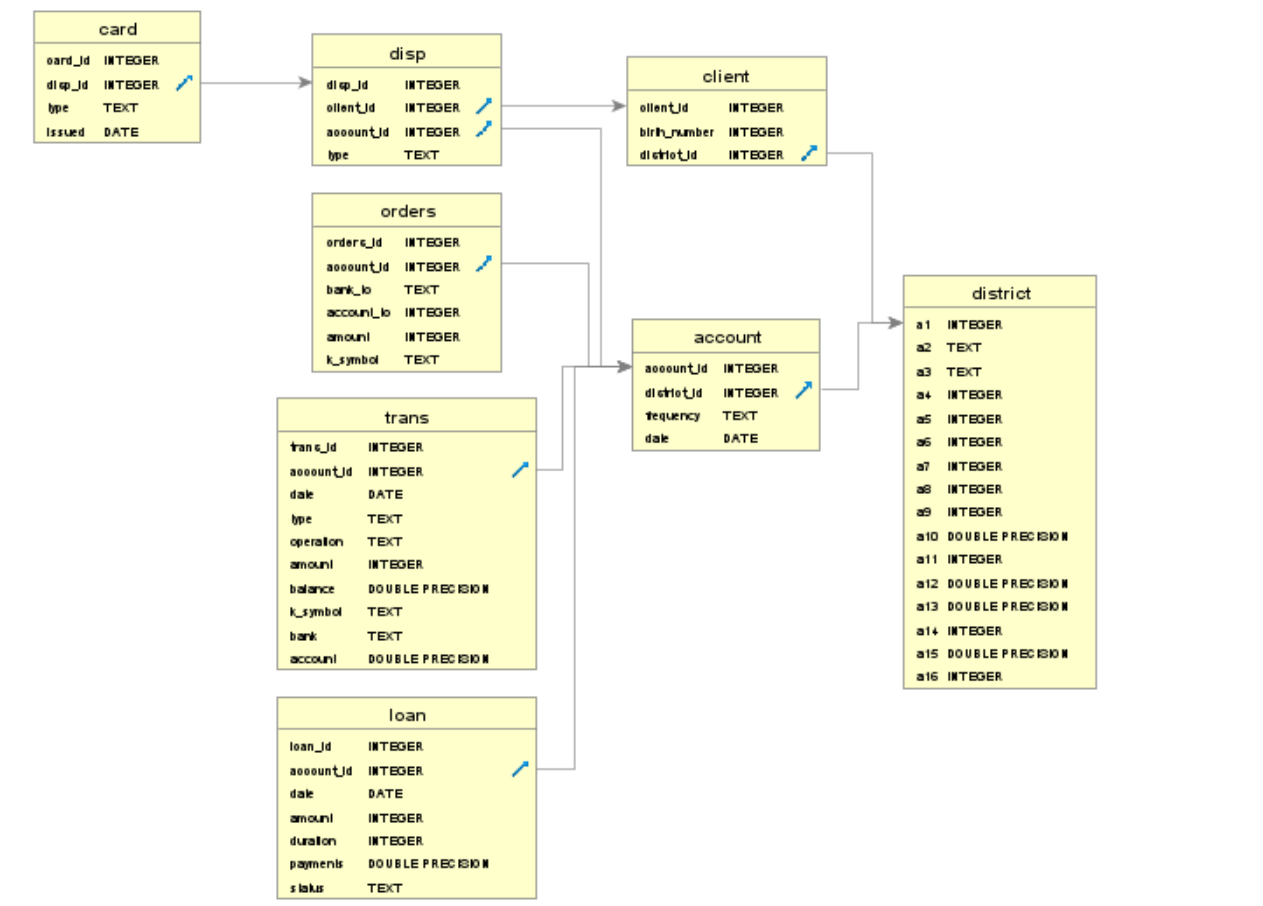 card
card_id INTEGER
disp_id INTEGER
type TEXT
issued DATE
disp
disp_id INTEGER
client_id INTEGER
account_id INTEGER
type TEXT
client
client_id INTEGER
birth_number INTEGER
district_id INTEGER
orders
orders_id INTEGER
account_id INTEGER
bank_to TEXT
account_to INTEGER
amount INTEGER
k_symbol TEXT
account
account_id INTEGER
district_id INTEGER
frequency TEXT
date DATE
district
a1 INTEGER
a2 TEXT
a3 TEXT
a4 INTEGER
a5 INTEGER
a6 INTEGER
a7 INTEGER
a8 INTEGER
a9 INTEGER
a10 DOUBLE PRECISION
a11 INTEGER
a12 DOUBLE PRECISION
a13 DOUBLE PRECISION
a14 INTEGER
a15 DOUBLE PRECISION
a16 INTEGER
trans
trans_id INTEGER
account_id INTEGER
date DATE
type TEXT
operation TEXT
amount INTEGER
balance DOUBLE PRECISION
k_symbol TEXT
bank TEXT
account DOUBLE PRECISION
loan
loan_id INTEGER
account_id INTEGER
date DATE
amount INTEGER
duration INTEGER
payments DOUBLE PRECISION
status TEXT